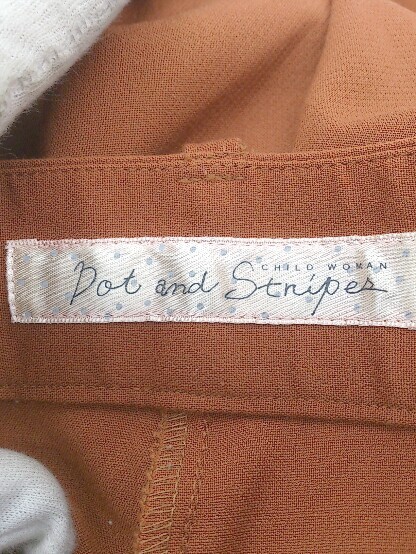 CHILD WOMAN
Dot and Stripes